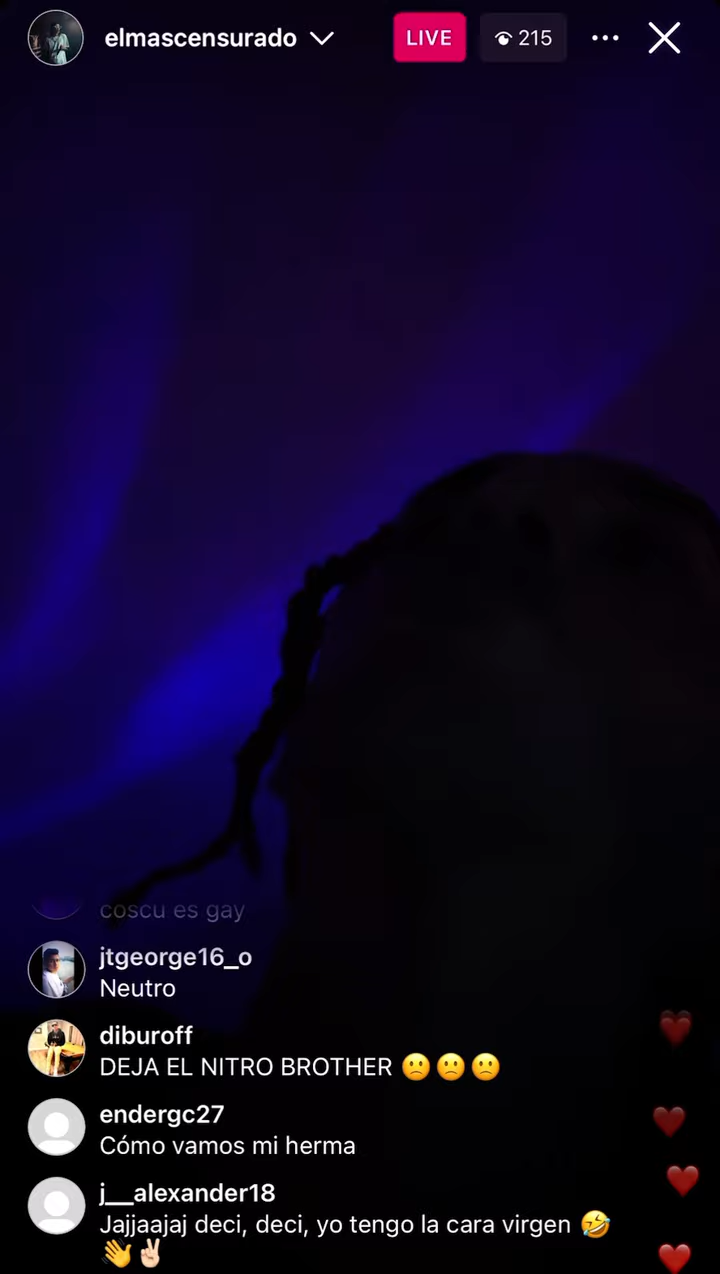 elmascensurado
LIVE
215
coscu es gay
jtgeorge16_o
Neutro
diburoff
DEJA EL NITRO BROTHER 🙁🙁🙁
endergc27
Cómo vamos mi herma
j__alexander18
Jajjaajaj deci, deci, yo tengo la cara virgen 🤣
👋✌🏻